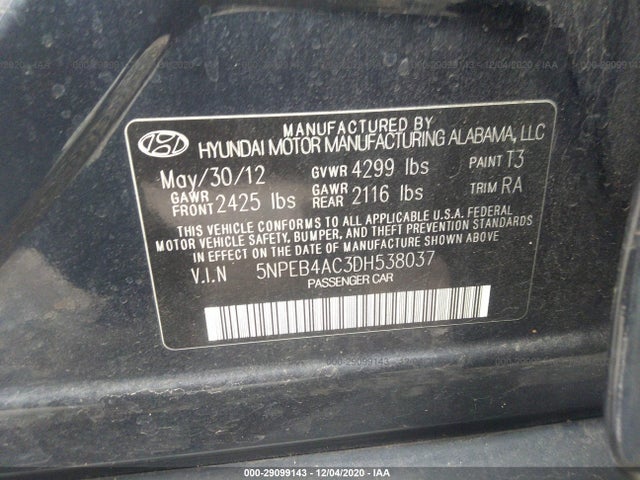 MANUFACTURED BY
HYUNDAI MOTOR MANUFACTURING ALABAMA, LLC
May/30/12 GVWR 4299 lbs PAINT T3
GAWR FRONT 2425 lbs GAWR REAR 2116 lbs TRIM RA
THIS VEHICLE CONFORMS TO ALL APPLICABLE U.S.A. FEDERAL
MOTOR VEHICLE SAFETY, BUMPER, AND THEFT PREVENTION
STANDARDS IN EFFECT ON THE DATE OF MANUFACTURE SHOWN ABOVE.
V.I.N 5NPEB4AC3DH538037
PASSENGER CAR
000-29099143 - 12/04/2020 - IAA